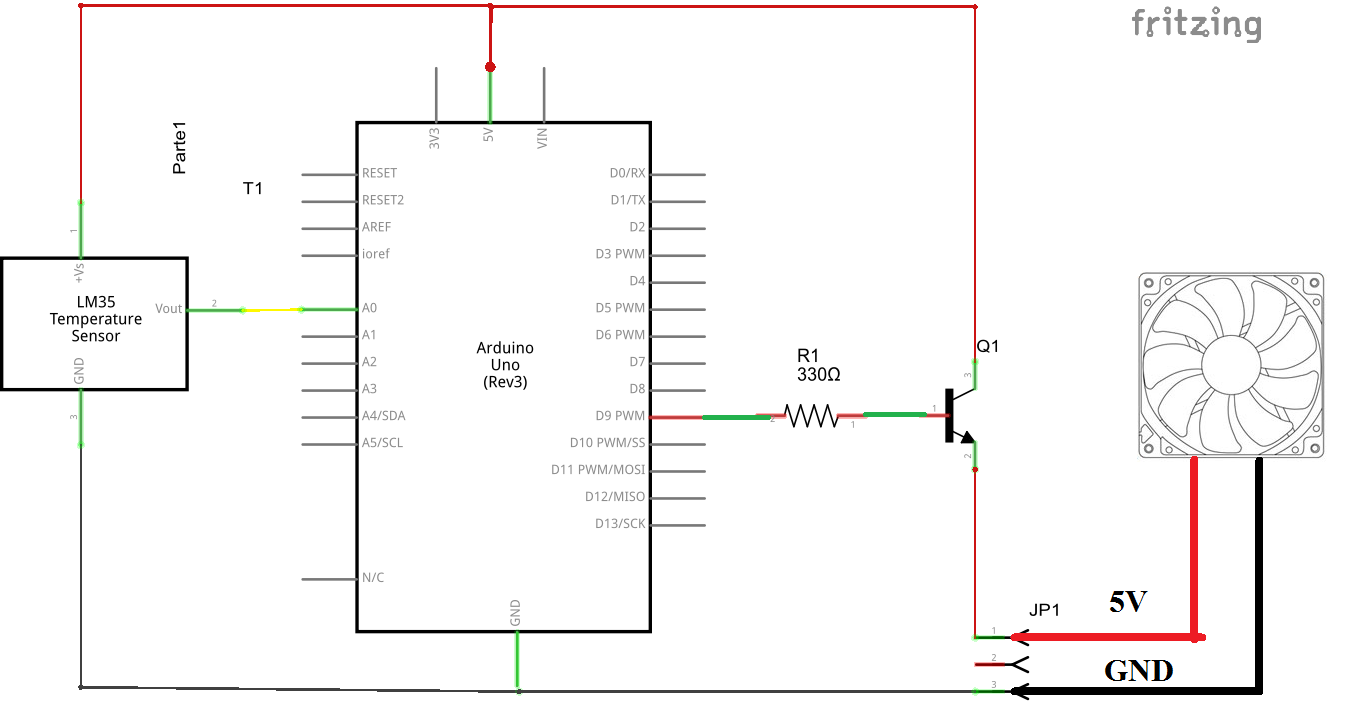 fritzing
Parte1
T1
3V3
5V
VIN
RESET
RESET2
AREF
ioref
A0
A1
A2
A3
A4/SDA
A5/SCL
N/C
D0/RX
D1/TX
D2
D3 PWM
D4
D5 PWM
D6 PWM
D7
D8
D9 PWM
D10 PWM/SS
D11 PWM/MOSI
D12/MISO
D13/SCK
GND
Arduino
Uno
(Rev3)
1
+Vs
LM35
Temperature
Sensor
Vout
2
GND
3
R1
330Ω
2
1
Q1
3
1
2
JP1
1
2
3
5V
GND